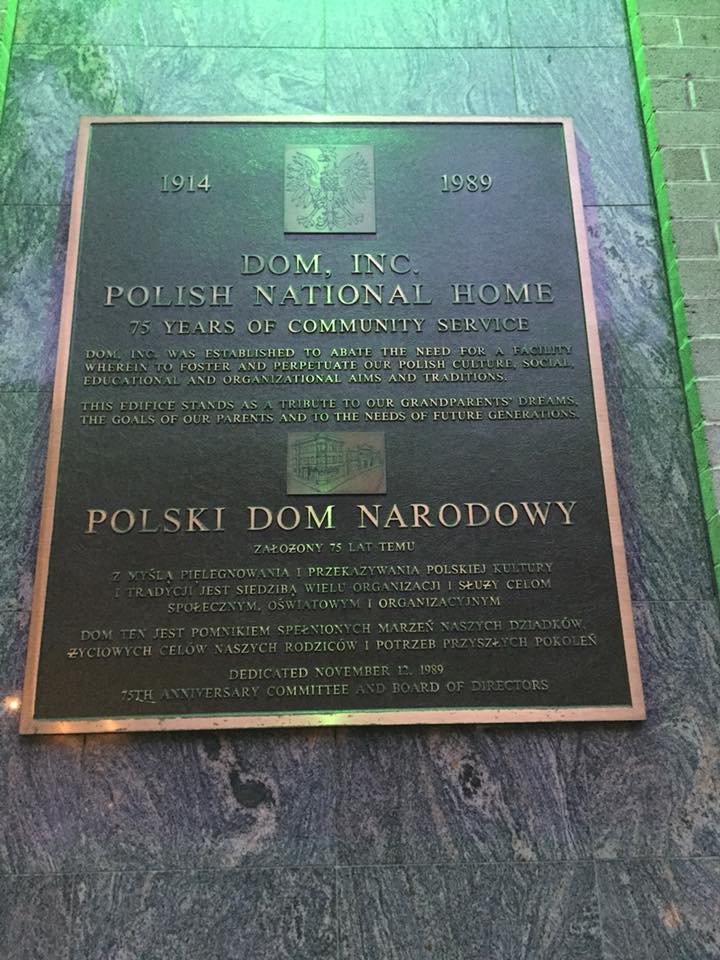 1914 1989
DOM, INC.
POLISH NATIONAL HOME
75 YEARS OF COMMUNITY SERVICE
DOM, INC. WAS ESTABLISHED TO ABATE THE NEED FOR A FACILITY
WHEREIN TO FOSTER AND PERPETUATE OUR POLISH CULTURE, SOCIAL,
EDUCATIONAL AND ORGANIZATIONAL AIMS AND TRADITIONS.
THIS EDIFICE STANDS AS A TRIBUTE TO OUR GRANDPARENTS' DREAMS,
THE GOALS OF OUR PARENTS AND TO THE NEEDS OF FUTURE GENERATIONS.
POLSKI DOM NARODOWY
ZAŁOŻONY 75 LAT TEMU
Z MYŚLĄ PIELEGNOWANIA I PRZEKAZYWANIA POLSKIEJ KULTURY
I TRADYCJI JEST SIEDZIBĄ WIELU ORGANIZACJI I SŁUŻY CELOM
SPOŁECZNYM, OŚWIATOWYM I ORGANIZACYJNYM
DOM TEN JEST POMNIKIEM SPEŁNIONYCH MARZEŃ NASZYCH DZIADKÓW,
ŻYCIOWYCH CELÓW NASZYCH RODZICÓW I POTRZEB PRZYSZŁYCH POKOLEŃ
DEDICATED NOVEMBER 12, 1989
75TH ANNIVERSARY COMMITTEE AND BOARD OF DIRECTORS